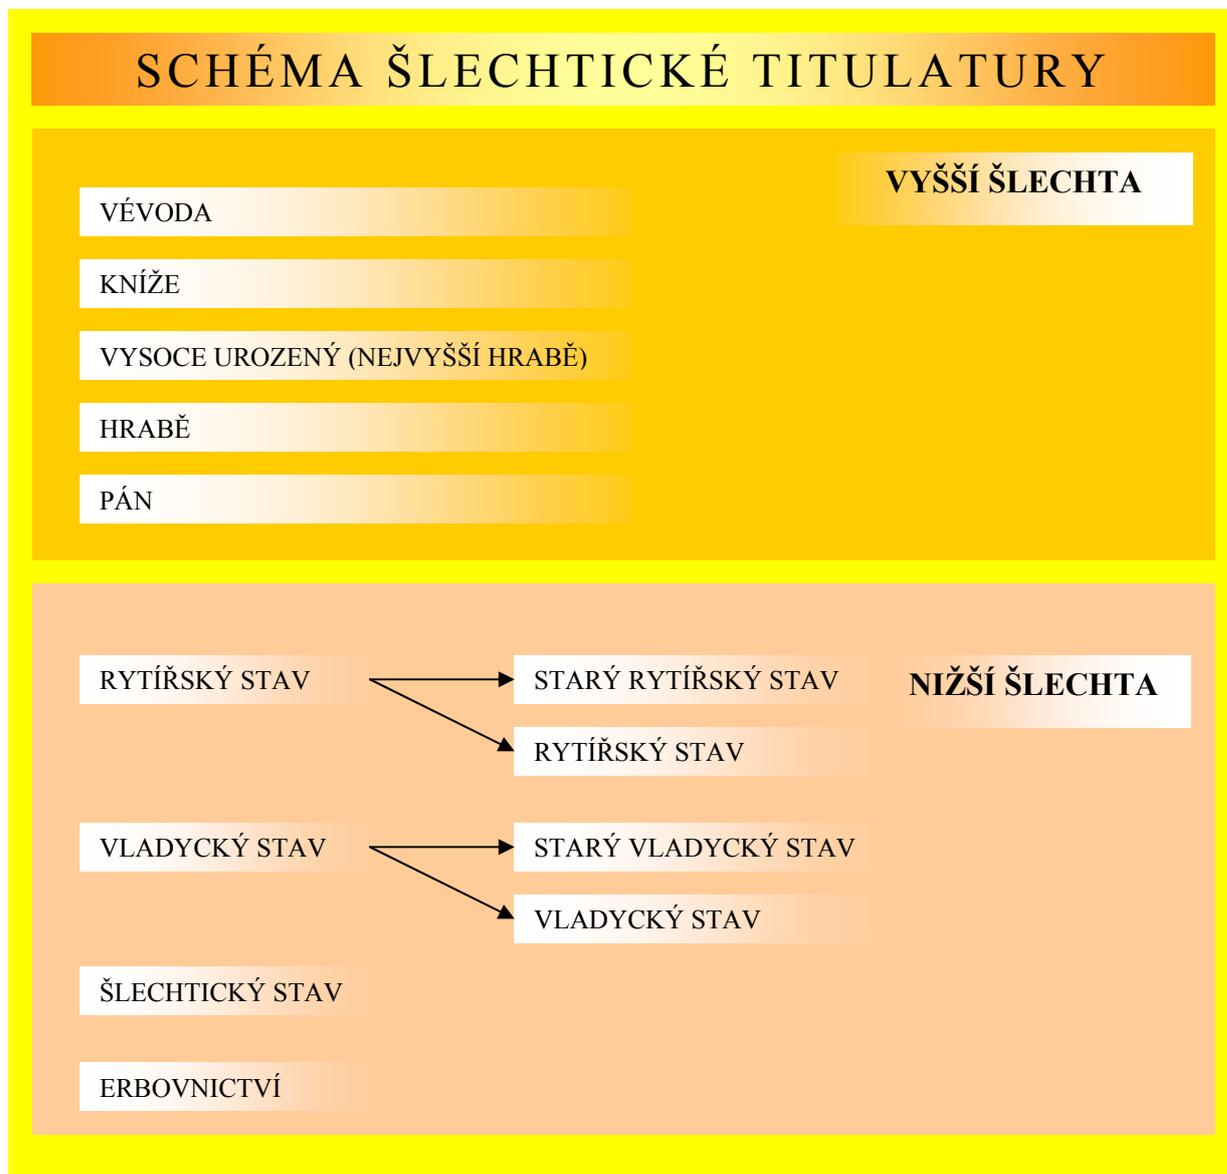 SCHÉMA ŠLECHTICKÉ TITULATURY
VYŠŠÍ ŠLECHTA
VÉVODA
KNÍŽE
VYSOCE UROZENÝ (NEJVYŠŠÍ HRABĚ)
HRABĚ
PÁN
RYTÍŘSKÝ STAV
STARÝ RYTÍŘSKÝ STAV
NIŽŠÍ ŠLECHTA
RYTÍŘSKÝ STAV
VLADYCKÝ STAV
STARÝ VLADYCKÝ STAV
VLADYCKÝ STAV
ŠLECHTICKÝ STAV
ERBOVNICTVÍ